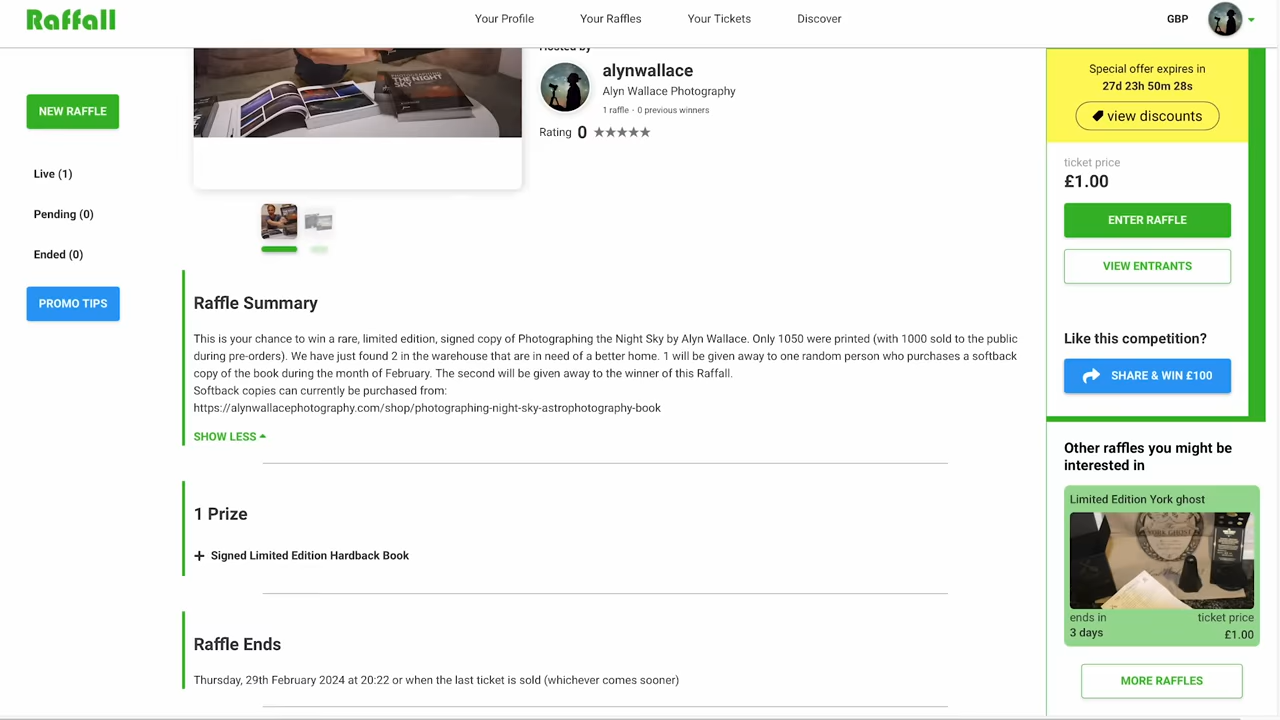 Raffall
Your Profile
Your Raffles
Your Tickets
Discover
GBP
NEW RAFFLE
Live (1)
Pending (0)
Ended (0)
PROMO TIPS
PHOTOGRAPHING
THE NIGHT
SKY
Hosted by
alynwallace
Alyn Wallace Photography
1 raffle - 0 previous winners
Rating 0
Raffle Summary
This is your chance to win a rare, limited edition, signed copy of Photographing the Night Sky by Alyn Wallace. Only 1050 were printed (with 1000 sold to the public
during pre-orders). We have just found 2 in the warehouse that are in need of a better home. 1 will be given away to one random person who purchases a softback
copy of the book during the month of February. The second will be given away to the winner of this Raffall.
Softback copies can currently be purchased from:
https://alynwallacephotography.com/shop/photographing-night-sky-astrophotography-book
SHOW LESS
1 Prize
+ Signed Limited Edition Hardback Book
Raffle Ends
Thursday, 29th February 2024 at 20:22 or when the last ticket is sold (whichever comes sooner)
Special offer expires in
27d 23h 50m 28s
view discounts
ticket price
£1.00
ENTER RAFFLE
VIEW ENTRANTS
Like this competition?
SHARE & WIN £100
Other raffles you might be
interested in
Limited Edition York ghost
YORK GHOST
ends in
3 days
ticket price
£1.00
MORE RAFFLES